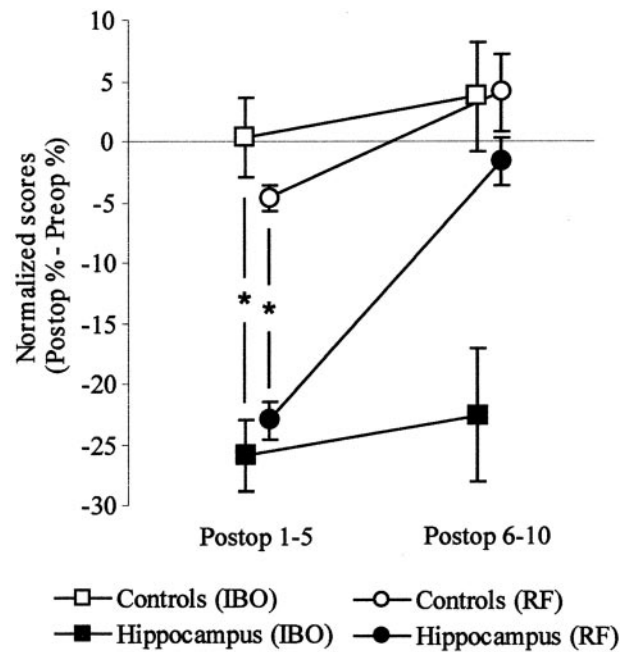 Normalized scores
(Postop % - Preop %)
10
5
0
-5
-10
-15
-20
-25
-30
*
*
Postop 1-5
Postop 6-10
Controls (IBO)
Controls (RF)
Hippocampus (IBO)
Hippocampus (RF)